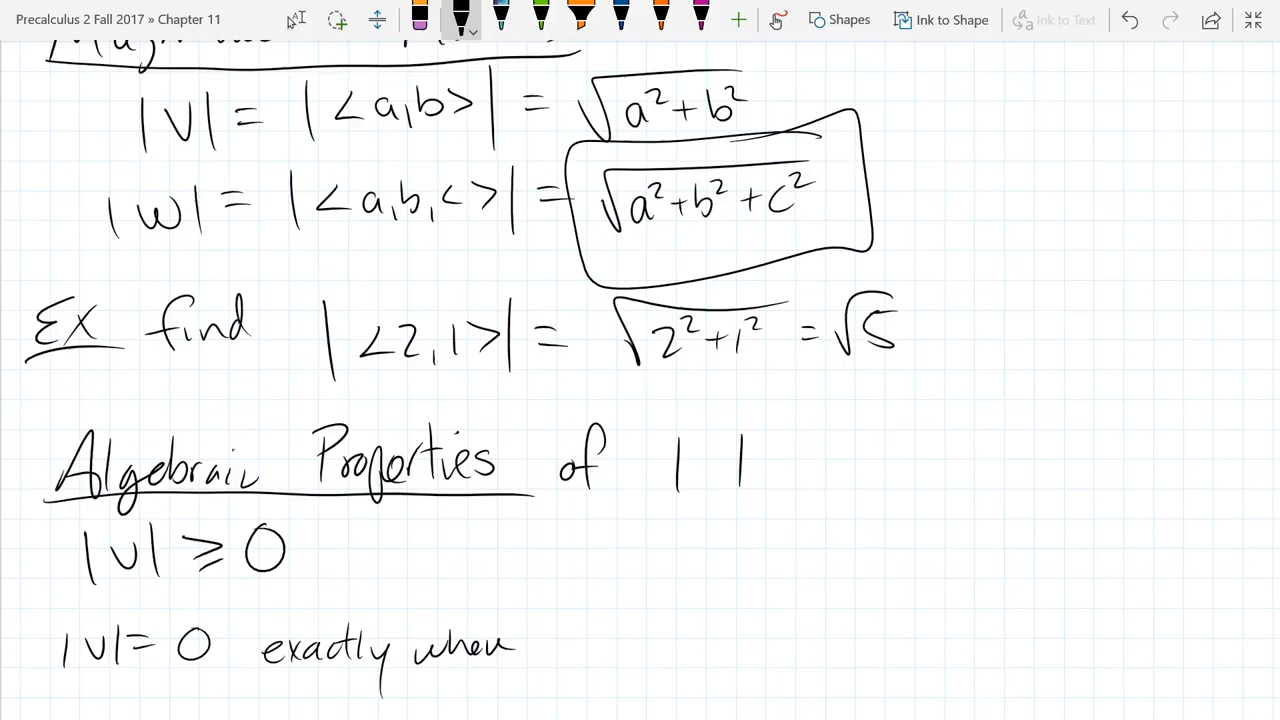 Precalculus 2 Fall 2017 » Chapter 11
Shapes
Ink to Shape
Ink to Text
|v| = |<a,b>| = √a²+b²
|w| = |<a,b,c>| = √a²+b²+c²
Ex find |<2,1>| = √2²+1² = √5
Algebraic Properties of | |
|v| ≥ 0
|v| = 0 exactly when